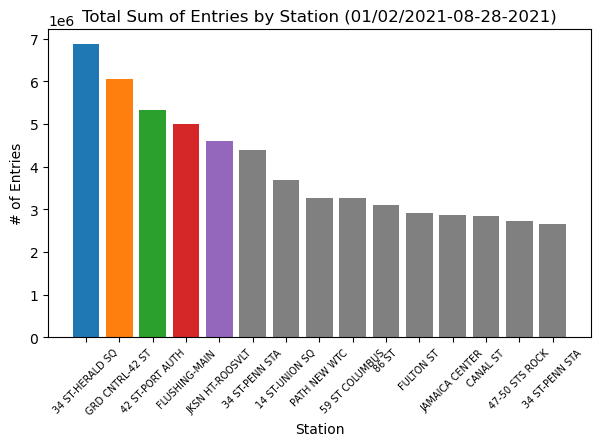 Total Sum of Entries by Station (01/02/2021-08-28-2021)
1e6
7
6
5
4
3
2
1
0
# of Entries
34 ST-HERALD SQ
GRD CNTRL-42 ST
42 ST-PORT AUTH
FLUSHING-MAIN
JKSN HT-ROOSVLT
34 ST-PENN STA
14 ST-UNION SQ
PATH NEW WTC
59 ST COLUMBUS
86 ST
FULTON ST
JAMAICA CENTER
CANAL ST
47-50 STS ROCK
34 ST-PENN STA
Station